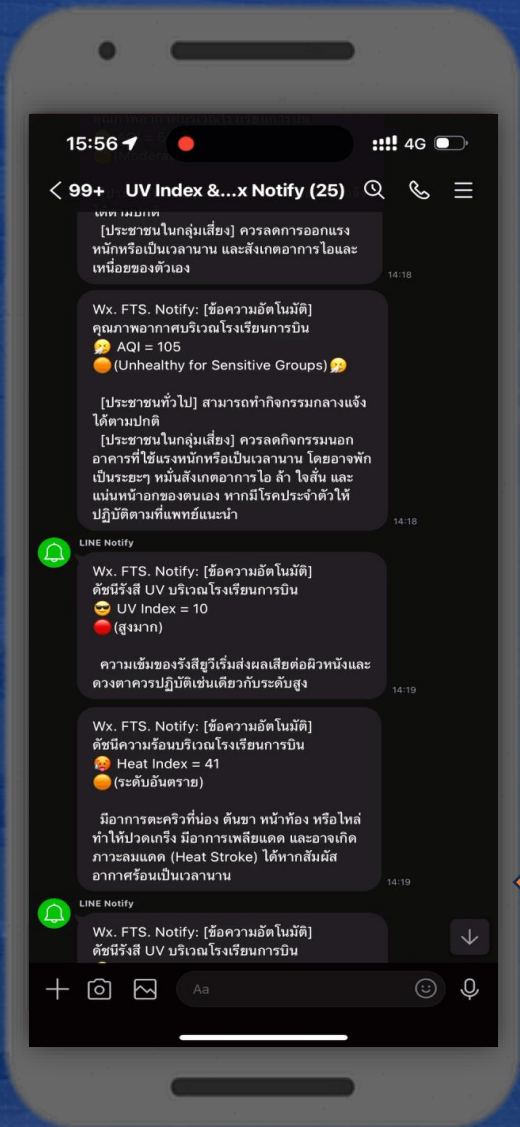 15:56
4G
99+ UV Index &...x Notify (25)
[ประชาชนในกลุ่มเสี่ยง] ควรลดการออกแรง
หนักหรือเป็นเวลานาน และสังเกตอาการไอและ
เหนื่อยของตัวเอง
14:18
Wx. FTS. Notify: [ข้อความอัตโนมัติ]
คุณภาพอากาศบริเวณโรงเรียนการบิน
🤧 AQI = 105
🟠(Unhealthy for Sensitive Groups)🤧
[ประชาชนทั่วไป] สามารถทำกิจกรรมกลางแจ้ง
ได้ตามปกติ
[ประชาชนในกลุ่มเสี่ยง] ควรลดกิจกรรมนอก
อาคารที่ใช้แรงหนักหรือเป็นเวลานาน โดยอาจพัก
เป็นระยะๆ หมั่นสังเกตอาการไอ ล้า ใจสั่น และ
แน่นหน้าอกของตนเอง หากมีโรคประจำตัวให้
ปฏิบัติตามที่แพทย์แนะนำ
14:18
LINE Notify
Wx. FTS. Notify: [ข้อความอัตโนมัติ]
ดัชนีรังสี UV บริเวณโรงเรียนการบิน
😎 UV Index = 10
🔴(สูงมาก)
ความเข้มของรังสียูวีเริ่มส่งผลเสียต่อผิวหนังและ
ดวงตาควรปฏิบัติเช่นเดียวกับระดับสูง
14:19
Wx. FTS. Notify: [ข้อความอัตโนมัติ]
ดัชนีความร้อนบริเวณโรงเรียนการบิน
🥵 Heat Index = 41
🟠(ระดับอันตราย)
มีอาการตะคริวที่น่อง ต้นขา หน้าท้อง หรือไหล่
ทำให้ปวดเกร็ง มีอาการเพลียแดด และอาจเกิด
ภาวะลมแดด (Heat Stroke) ได้หากสัมผัส
อากาศร้อนเป็นเวลานาน
14:19
LINE Notify
Wx. FTS. Notify: [ข้อความอัตโนมัติ]
ดัชนีรังสี UV บริเวณโรงเรียนการบิน
Aa